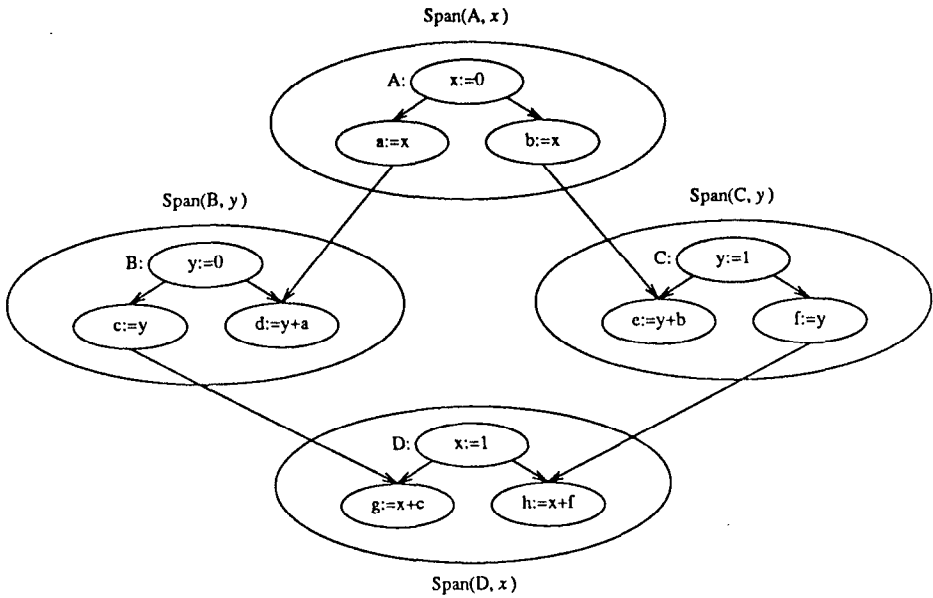 Span(A, x)
A: x:=0
a:=x b:=x
Span(B, y) Span(C, y)
B: y:=0 C: y:=1
c:=y d:=y+a e:=y+b f:=y
D: x:=1
g:=x+c h:=x+f
Span(D, x)